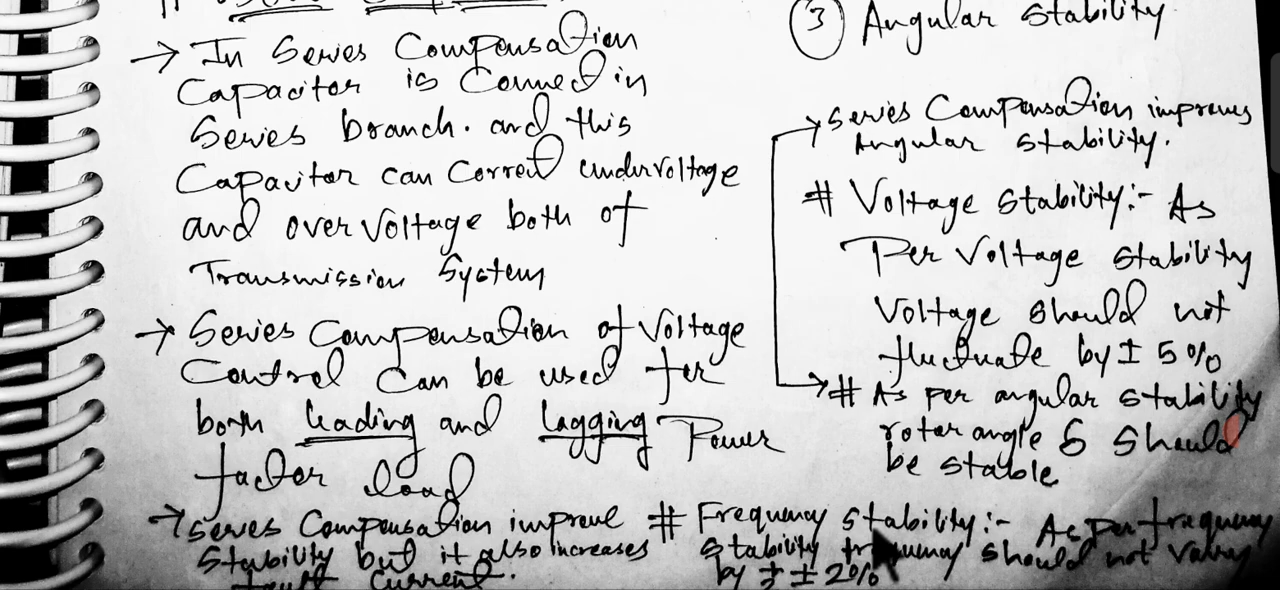 → In Series Compensation
Capacitor is Conned in
Series branch. and this
Capacitor can Correct undervoltage
and over voltage both of
Transmission System
→ Series Compensation of Voltage
Control Can be used for
both leading and Lagging Power
factor load
→ Series Compensation improve
Stability but it also increases
fault current.
3 Angular Stability
→ Series Compensation improves
Angular stability.
# Voltage Stability:- As
Per Voltage Stability
Voltage should not
fluctuate by ± 5%
# As per angular stability
rotor angle δ should
be stable
# Frequency Stability:- As per frequency
stability frequency should not vary
by ± 2%